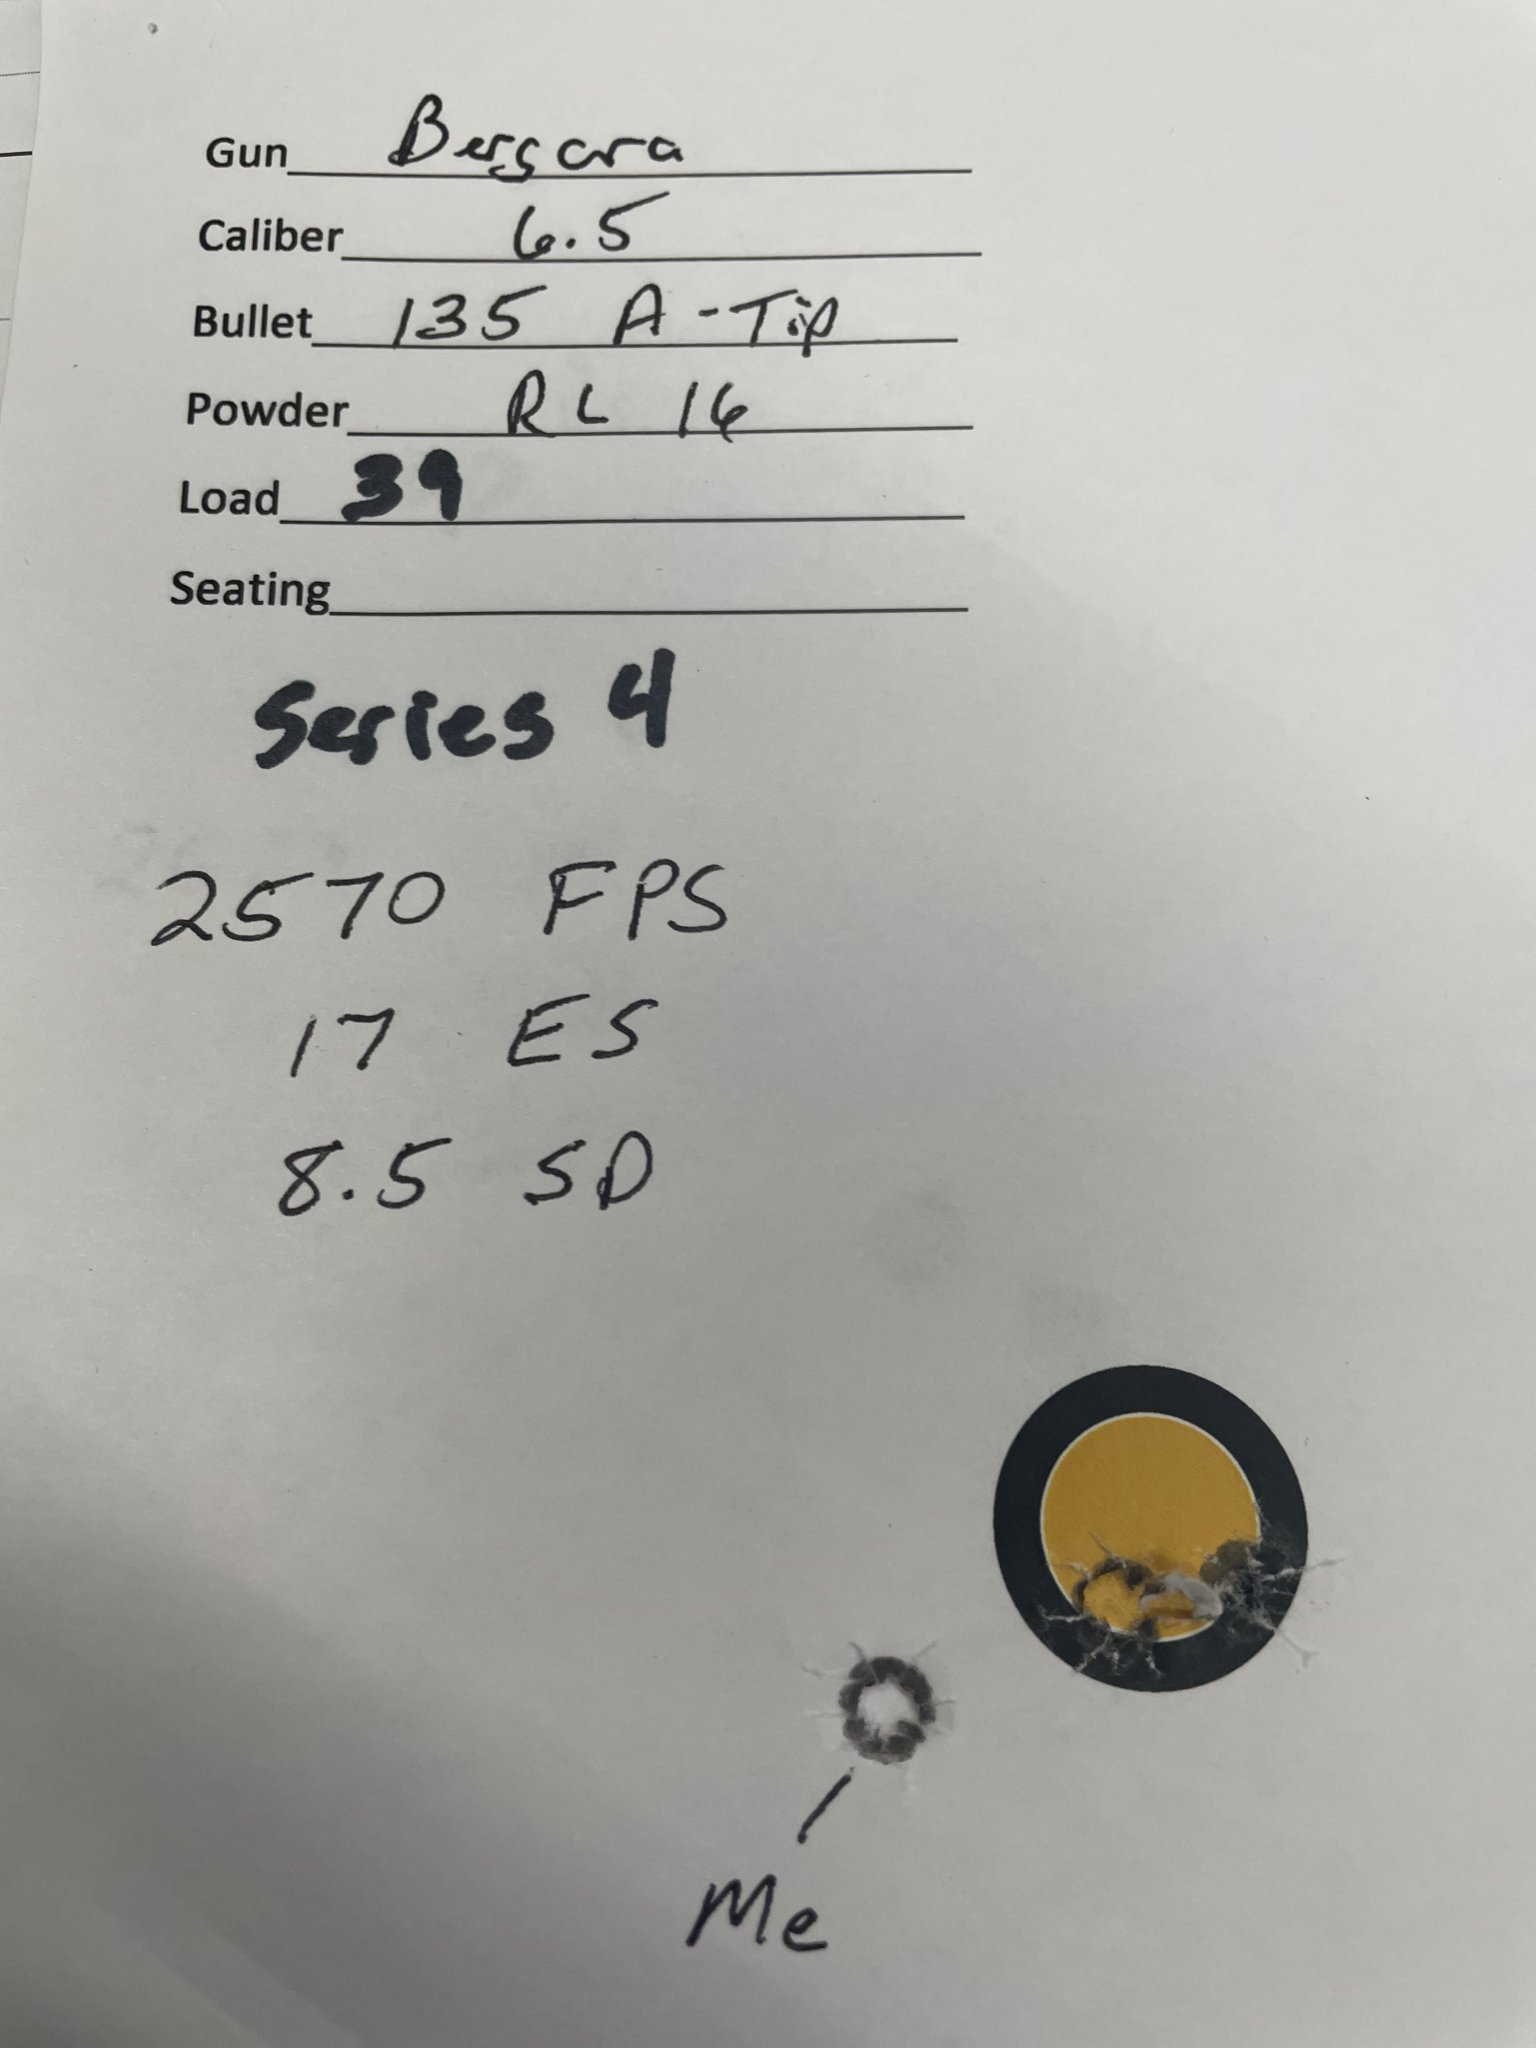 Gun Bergara
Caliber 6.5
Bullet 135 A-Tip
Powder RL 16
Load 39
Seating
Series 4
2570 FPS
17 ES
8.5 SD
Me